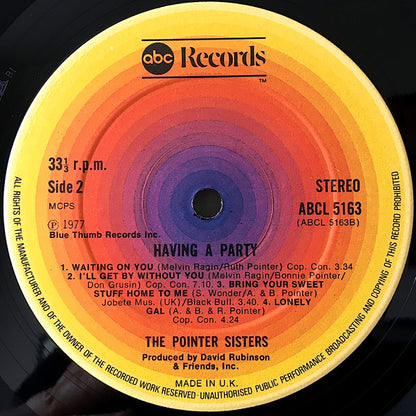 abc Records
TM
33⅓ r.p.m.
Side 2
MCPS
STEREO
ABCL 5163
(ABCL 5163B)
℗ 1977
Blue Thumb Records Inc.
HAVING A PARTY
1. WAITING ON YOU (Melvin Ragin/Ruth Pointer) Cop. Con. 3.34
2. I'LL GET BY WITHOUT YOU (Melvin Ragin/Bonnie Pointer/
Don Grusin) Cop. Con. 7.10. 3. BRING YOUR SWEET
STUFF HOME TO ME (S. Wonder/A. & B. Pointer)
Jobete Mus. (UK)/Black Bull. 3.40. 4. LONELY
GAL (A. & B. & R. Pointer)
Cop. Con. 4.24
THE POINTER SISTERS
Produced by David Rubinson
& Friends, Inc.
MADE IN U.K.
ALL RIGHTS OF THE MANUFACTURER AND OF THE OWNER OF THE RECORDED WORK RESERVED·UNAUTHORISED PUBLIC PERFORMANCE BROADCASTING AND COPYING OF THIS RECORD PROHIBITED